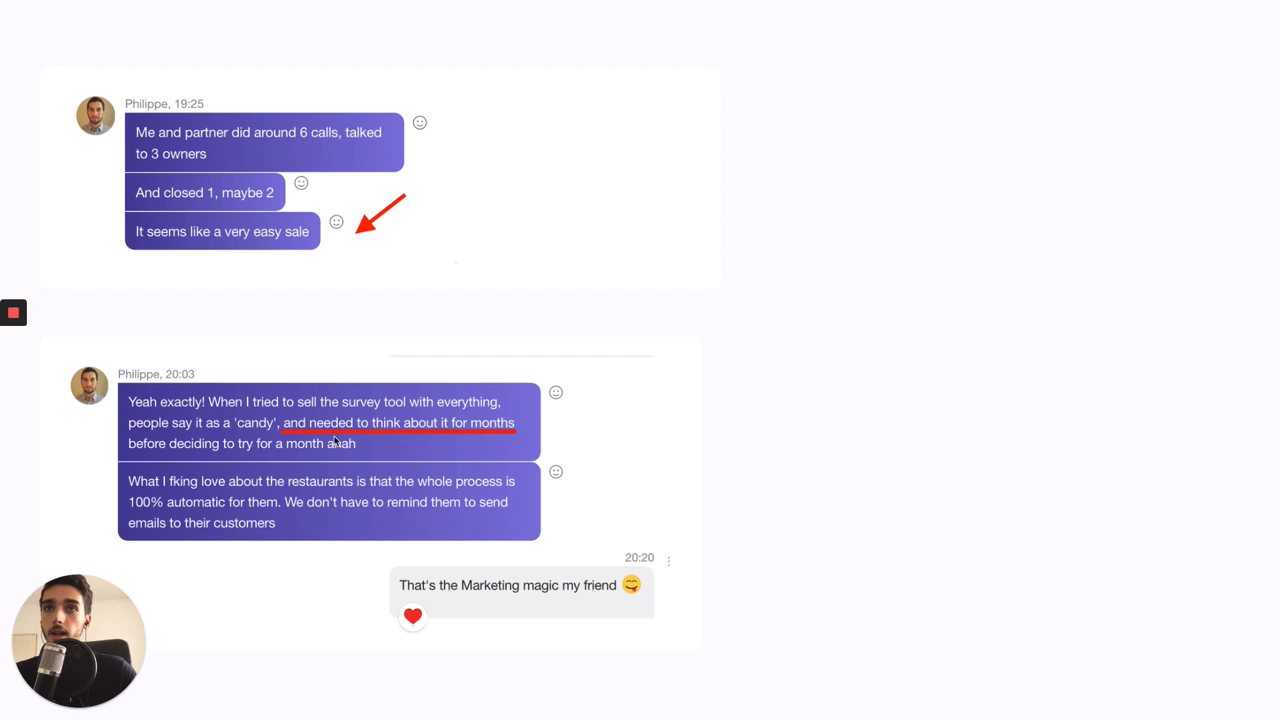 Philippe, 19:25
Me and partner did around 6 calls, talked
to 3 owners
And closed 1, maybe 2
It seems like a very easy sale
Philippe, 20:03
Yeah exactly! When I tried to sell the survey tool with everything,
people say it as a 'candy', and needed to think about it for months
before deciding to try for a month ahah
What I fking love about the restaurants is that the whole process is
100% automatic for them. We don't have to remind them to send
emails to their customers
20:20
That's the Marketing magic my friend 😋